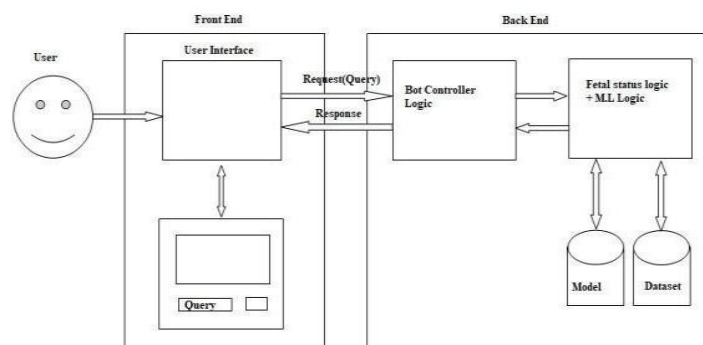 Front End
Back End
User
User Interface
Request(Query)
Response
Bot Controller
Logic
Fetal status logic
+ M.L Logic
Query
Model
Dataset